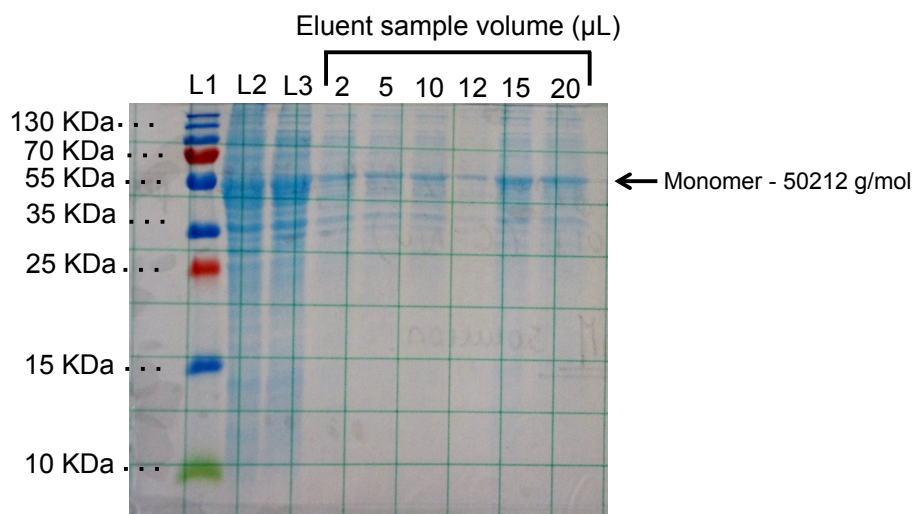 Eluent sample volume (µL)
L1 L2 L3 2 5 10 12 15 20
130 KDa...
70 KDa ...
55 KDa ...
Monomer - 50212 g/mol
35 KDa ...
25 KDa ...
15 KDa ...
10 KDa ...